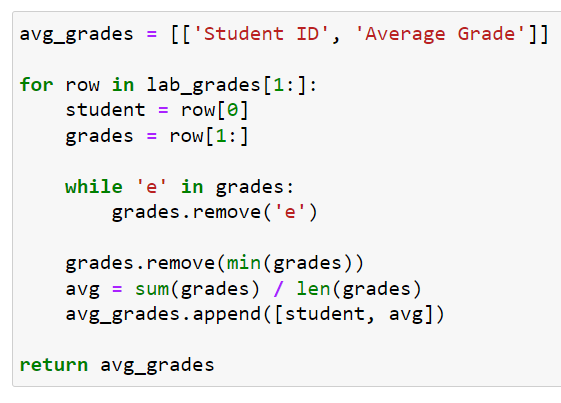 avg_grades = [['Student ID', 'Average Grade']]
for row in lab_grades[1:]:
    student = row[0]
    grades = row[1:]
    while 'e' in grades:
        grades.remove('e')
    grades.remove(min(grades))
    avg = sum(grades) / len(grades)
    avg_grades.append([student, avg])
return avg_grades